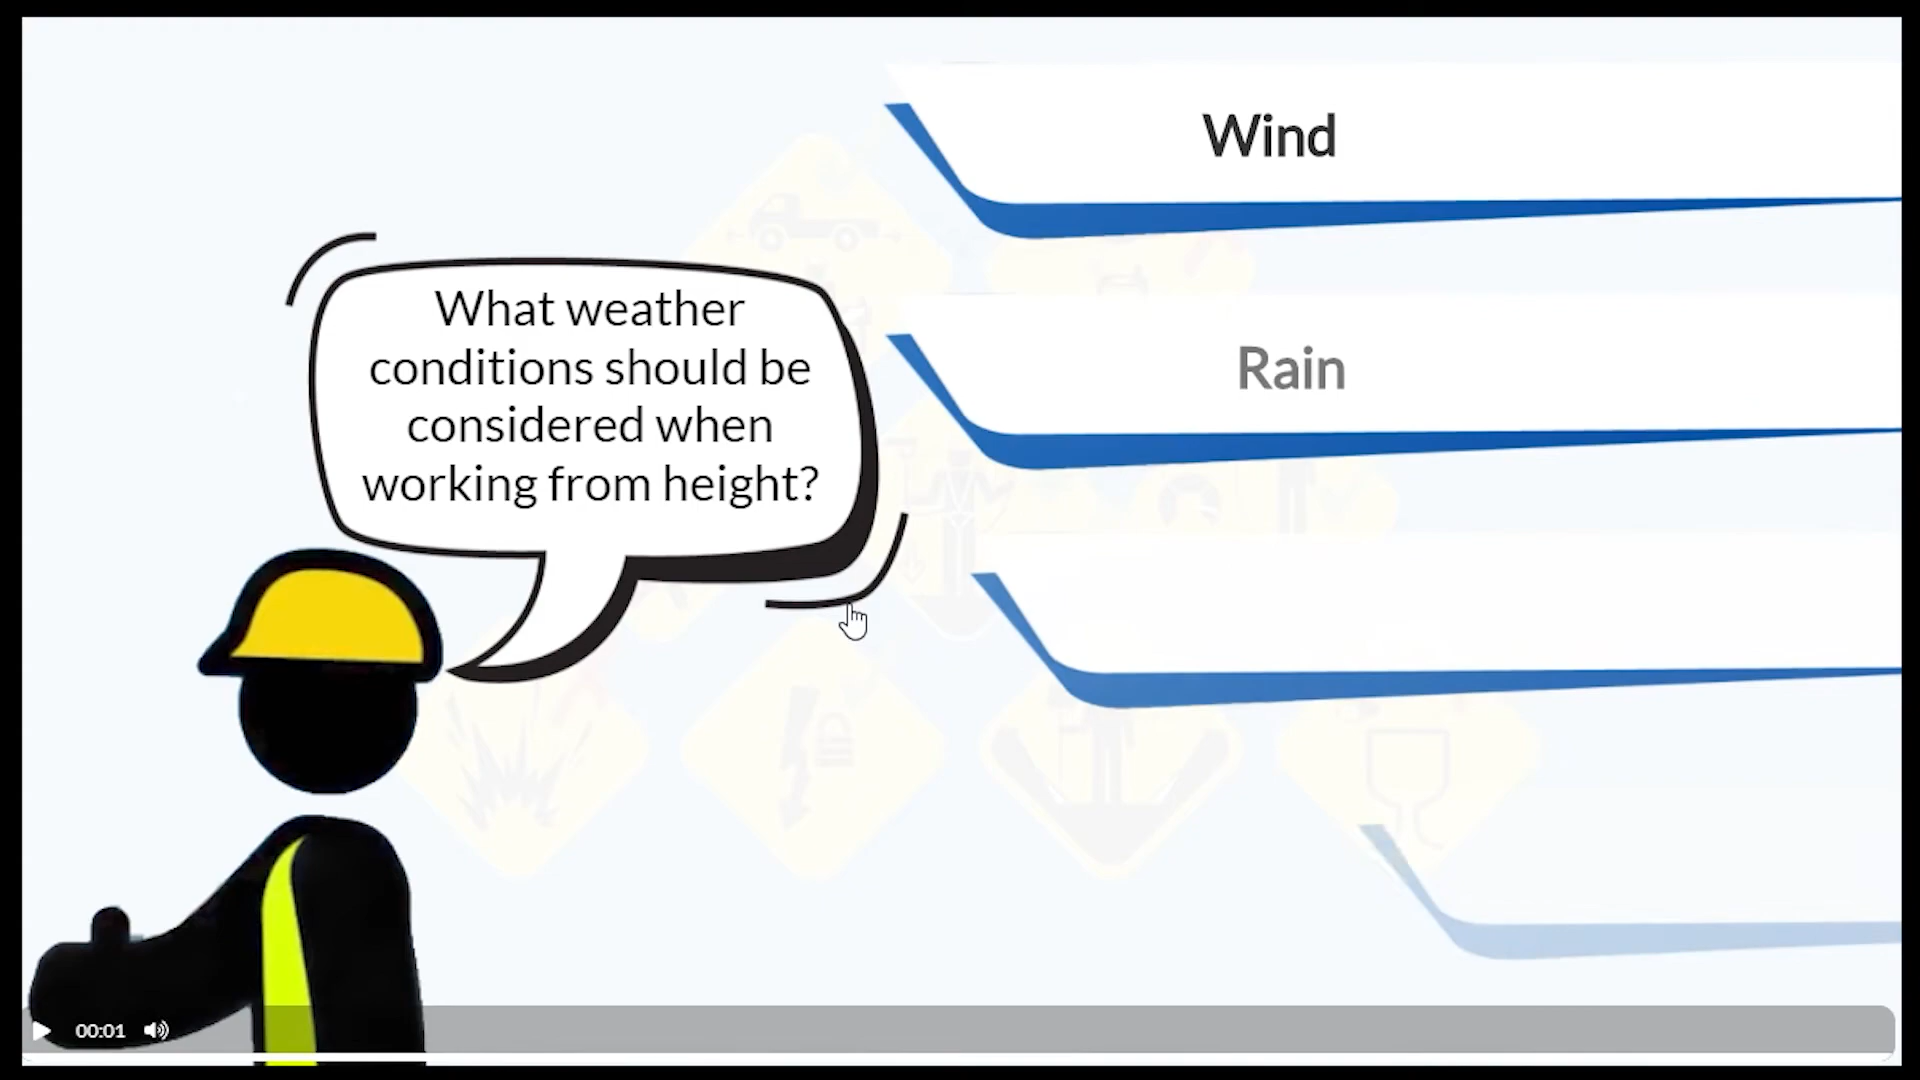 What weather
conditions should be
considered when
working from height?
Wind
Rain
00:01